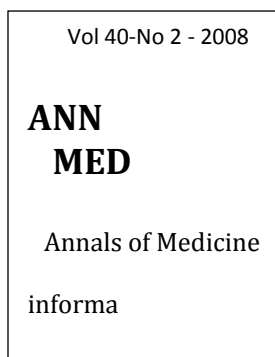 Vol 40-No 2 - 2008
ANN
MED
Annals of Medicine
informa